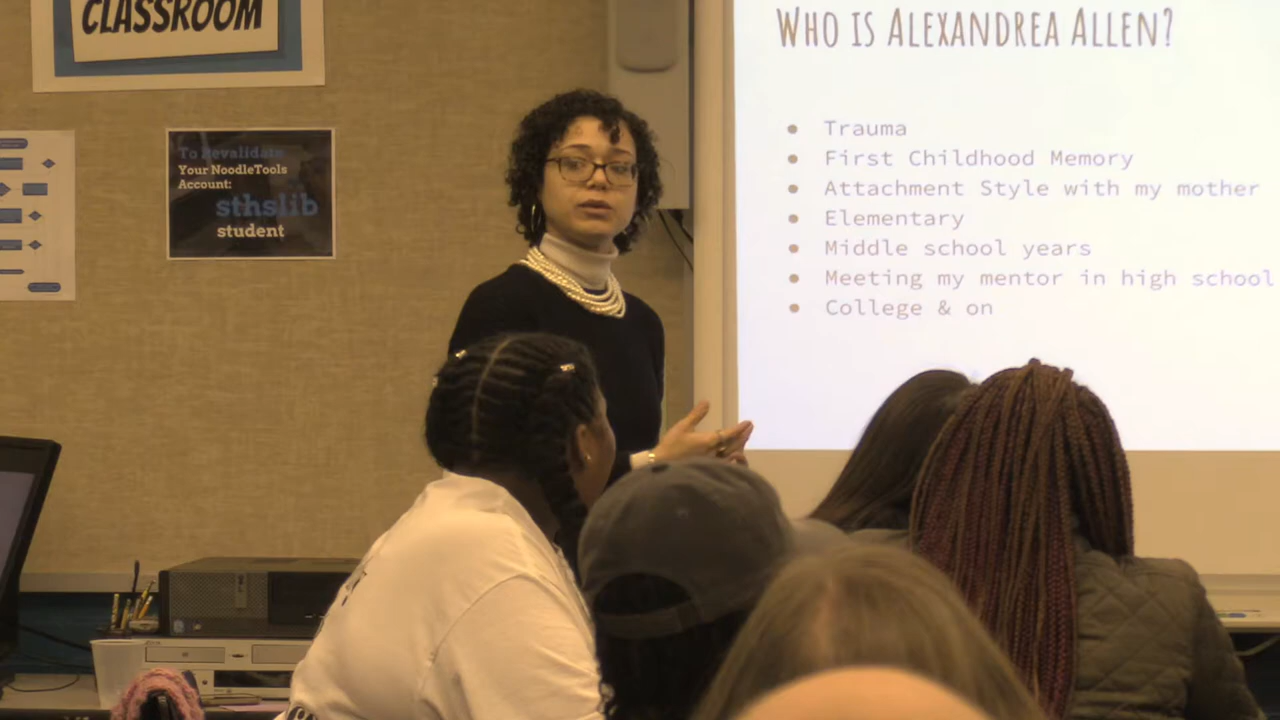 CLASSROOM
To Revalidate
Your NoodleTools
Account:
sthslib
student
WHO IS ALEXANDREA ALLEN?
• Trauma
• First Childhood Memory
• Attachment Style with my mother
• Elementary
• Middle school years
• Meeting my mentor in high school
• College & on